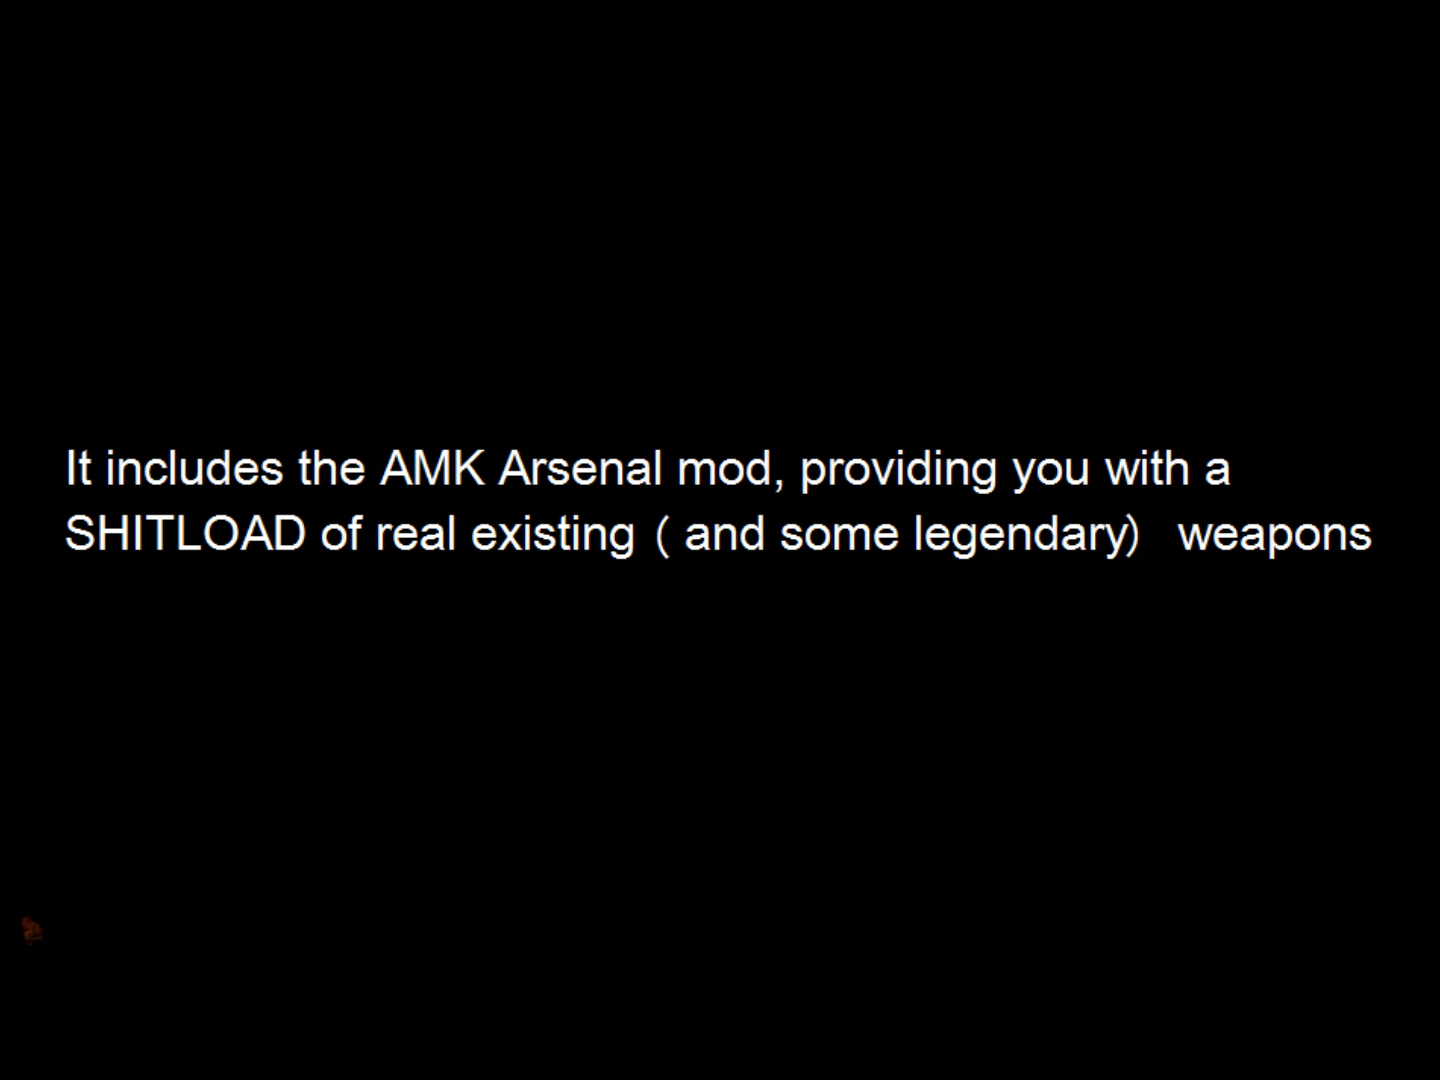 It includes the AMK Arsenal mod, providing you with a
SHITLOAD of real existing ( and some legendary)  weapons